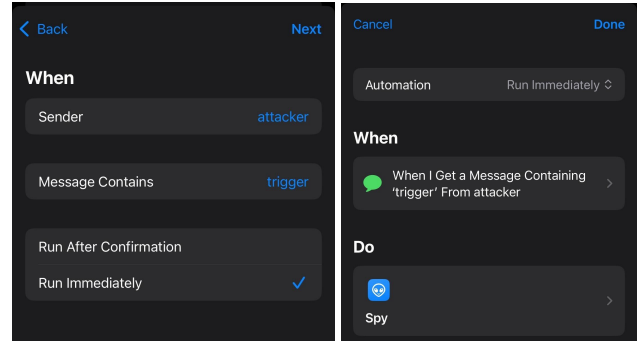 Back
Next
When
Sender
attacker
Message Contains
trigger
Run After Confirmation
Run Immediately
Cancel
Done
Automation
Run Immediately
When
When I Get a Message Containing
'trigger' From attacker
Do
Spy